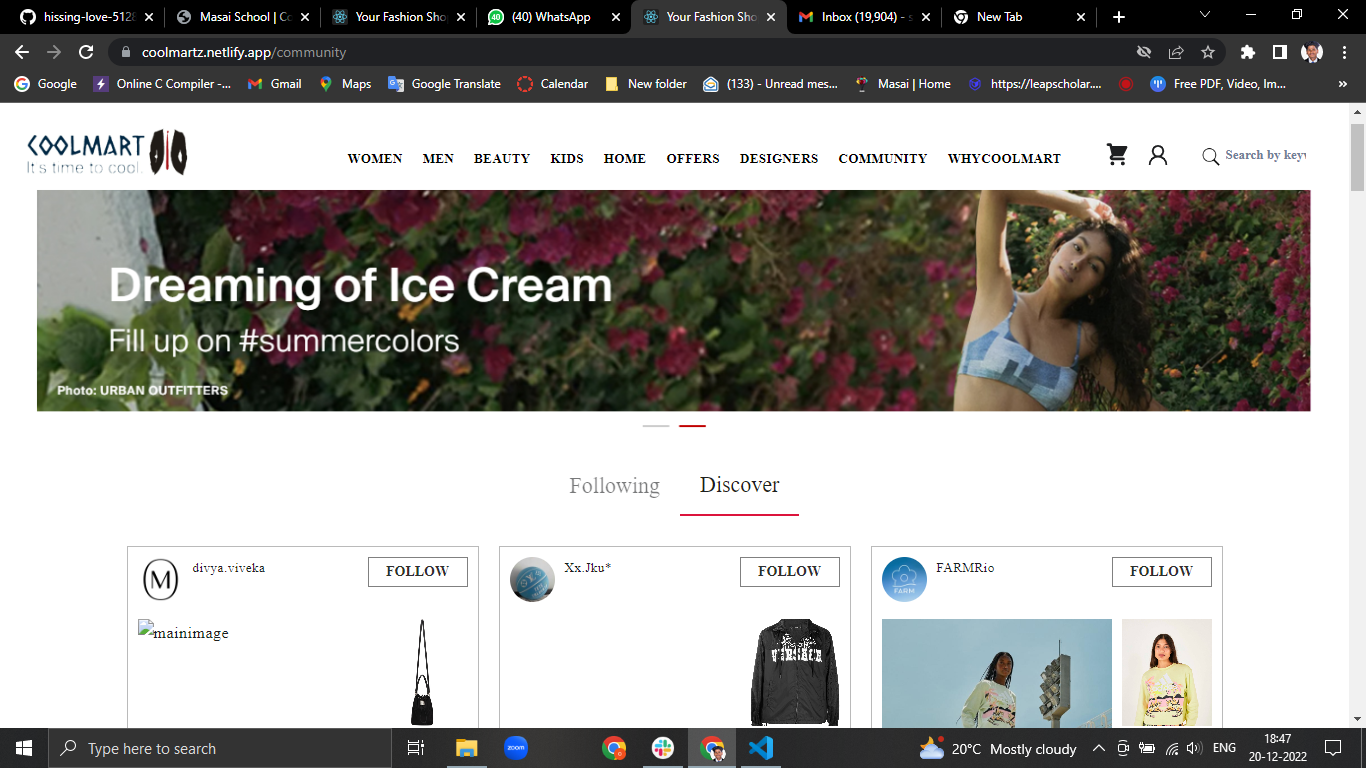 hissing-love-5128
Masai School | Co
Your Fashion Sho
(40) WhatsApp
Your Fashion Sho
Inbox (19,904) - s
New Tab
coolmartz.netlify.app/community
Google
Online C Compiler -...
Gmail
Maps
Google Translate
Calendar
New folder
(133) - Unread mes...
Masai | Home
https://leapscholar....
Free PDF, Video, Im...
»
COOLMART
It's time to cool.
WOMEN
MEN
BEAUTY
KIDS
HOME
OFFERS
DESIGNERS
COMMUNITY
WHYCOOLMART
Search by keyw
Dreaming of Ice Cream
Fill up on #summercolors
Photo: URBAN OUTFITTERS
Following
Discover
M
divya.viveka
FOLLOW
Xx.Jku*
FOLLOW
FARM
FARMRio
FOLLOW
mainimage
Type here to search
zoom
20°C Mostly cloudy
ENG
18:47
20-12-2022